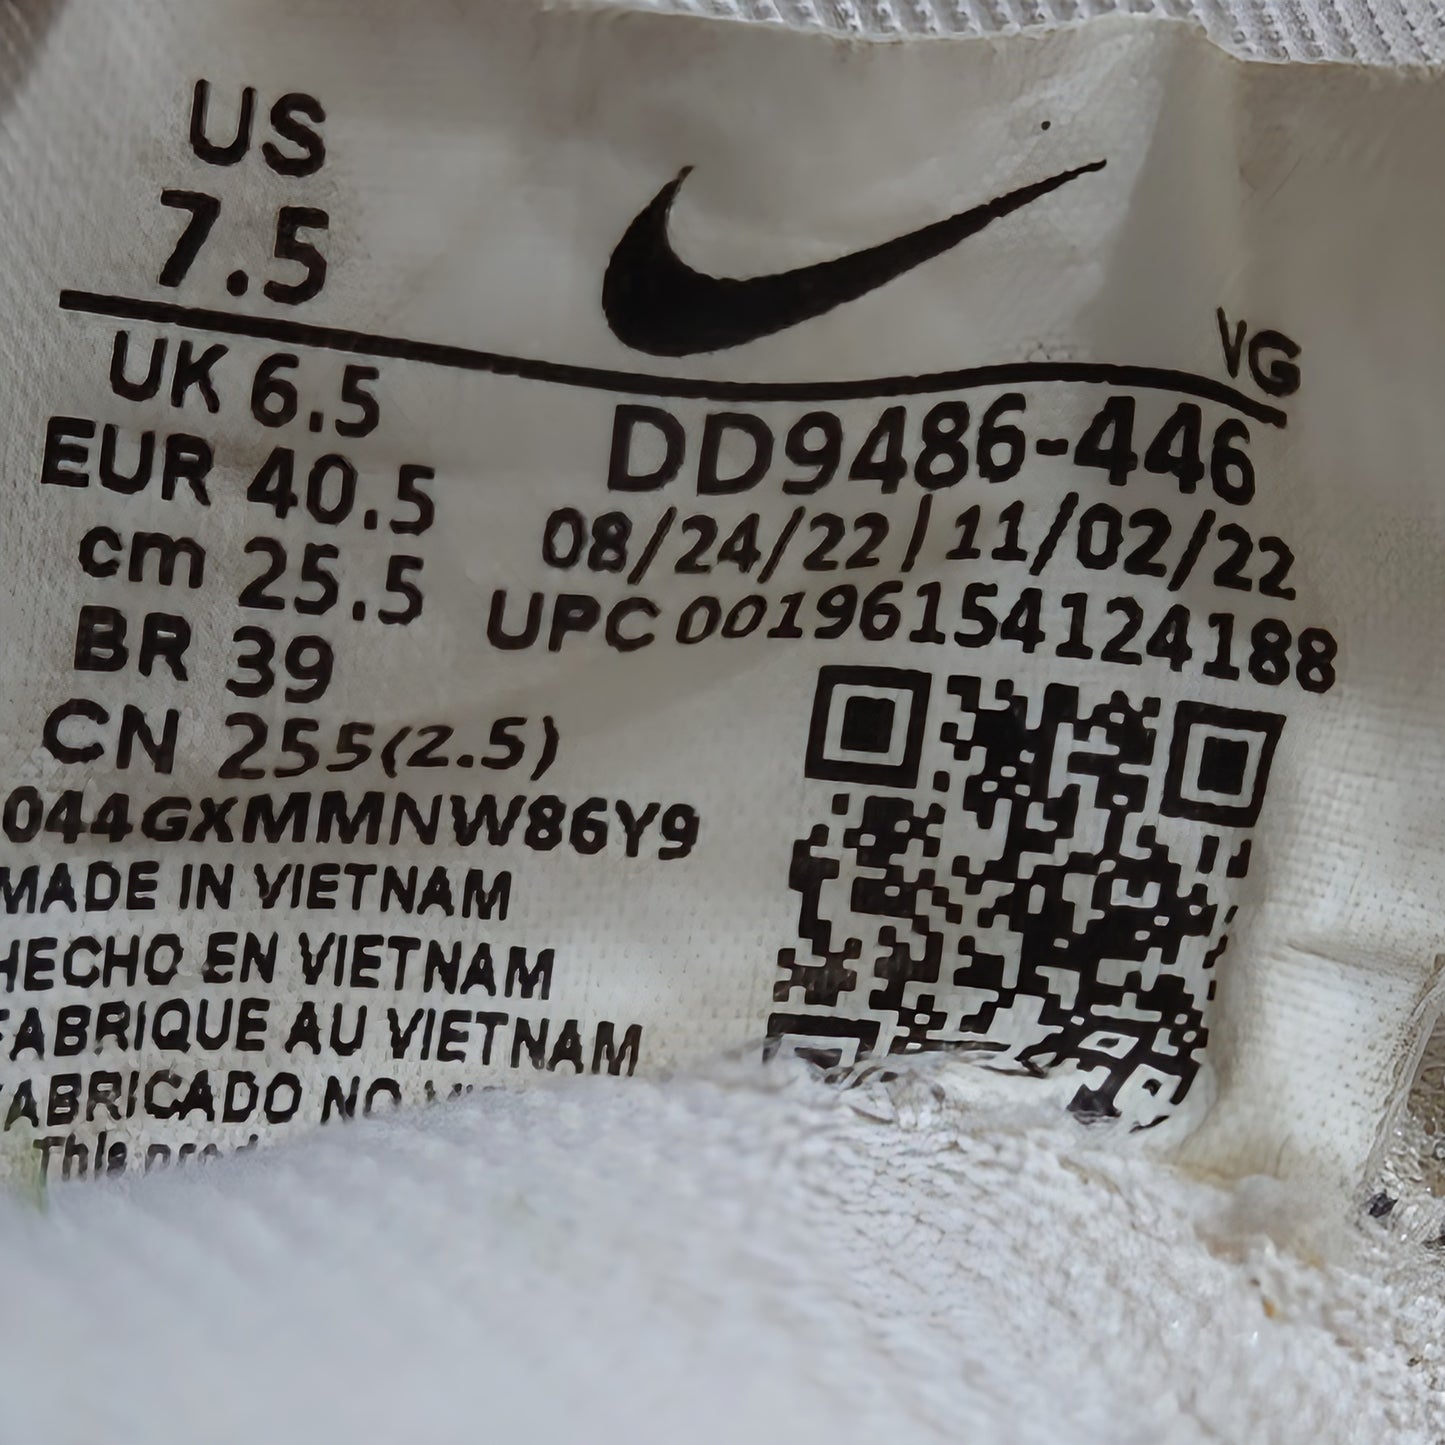 US
7.5
VG
UK 6.5
EUR 40.5
cm 25.5
BR 39
CN 255(2.5)
DD9486-446
08/24/22 | 11/02/22
UPC 00196154124188
044GXMMNW86Y9
MADE IN VIETNAM
HECHO EN VIETNAM
FABRIQUE AU VIETNAM
FABRICADO NO
This